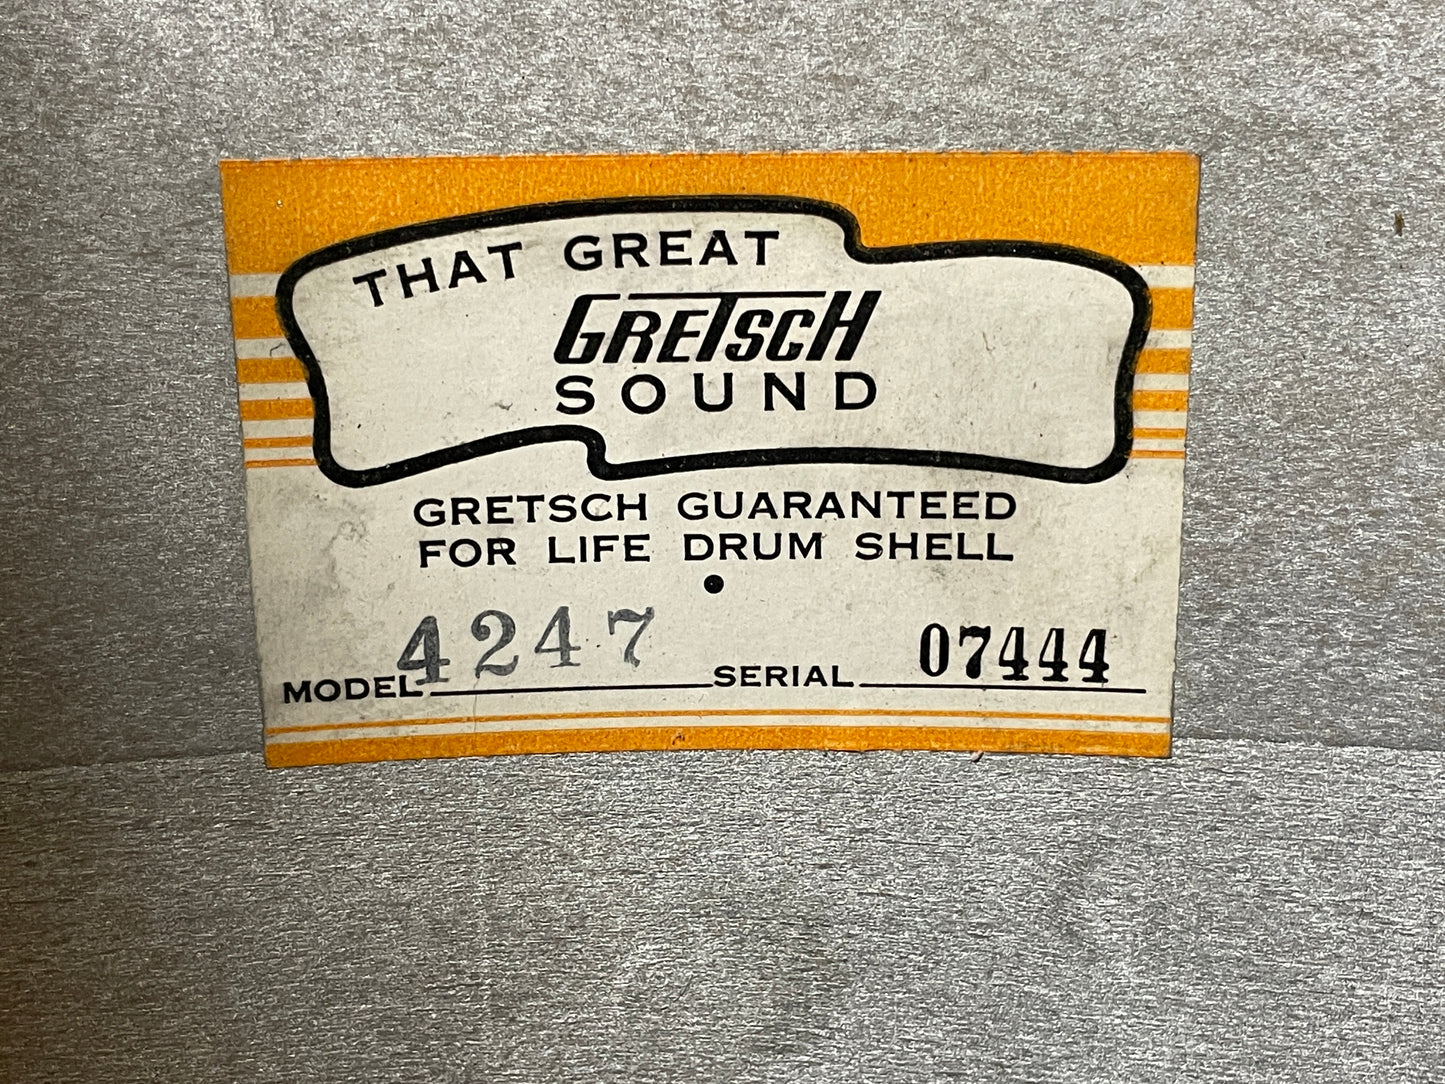 THAT GREAT
GRETSCH
SOUND
GRETSCH GUARANTEED
FOR LIFE DRUM SHELL
•
MODEL 4247 SERIAL 07444